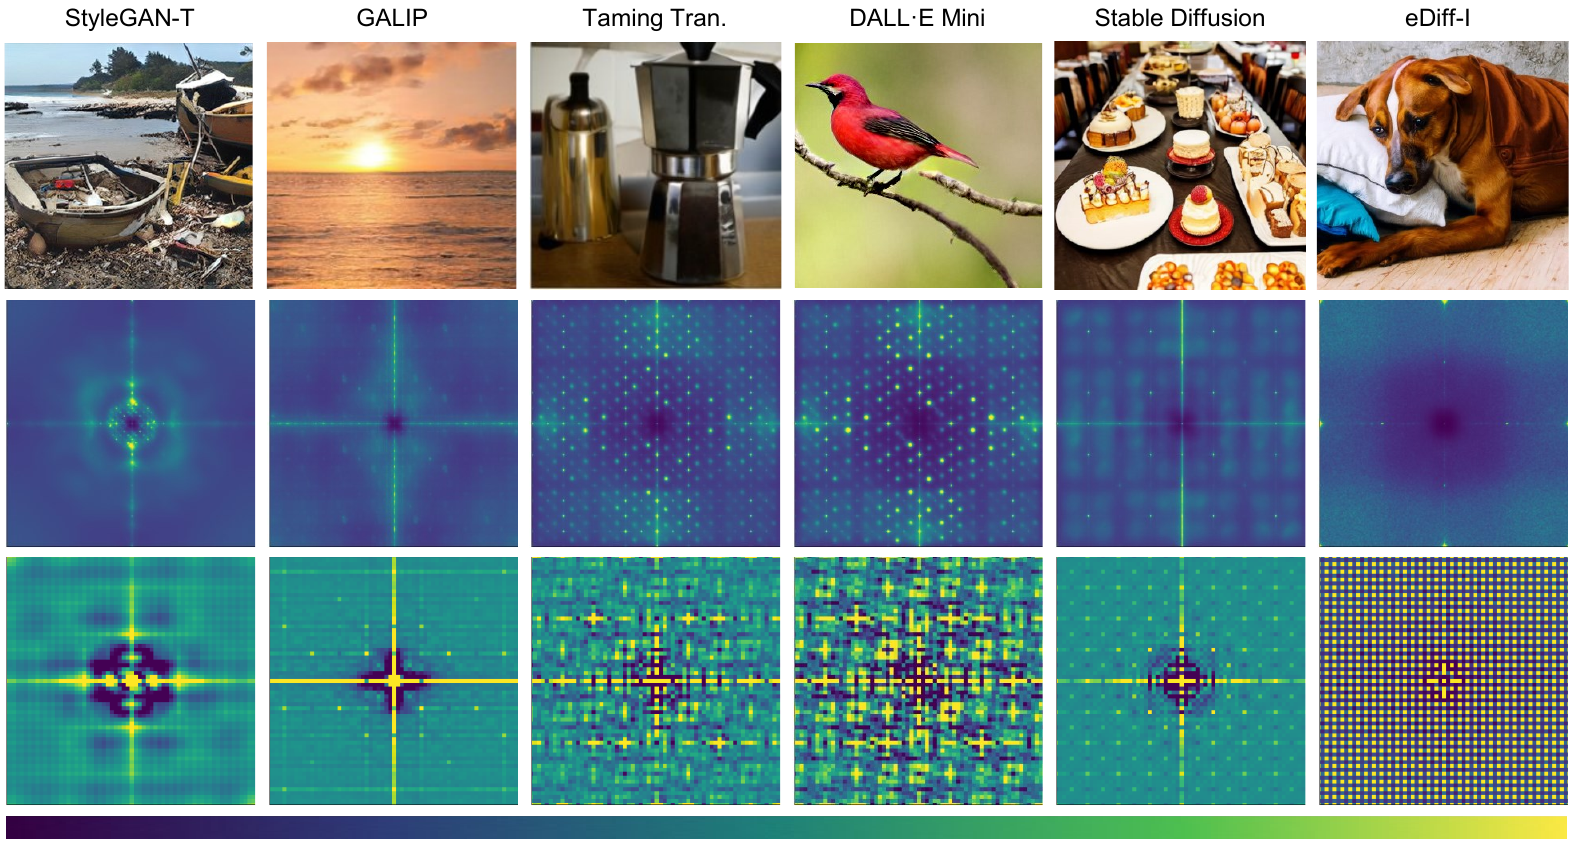 StyleGAN-T
GALIP
Taming Tran.
DALL·E Mini
Stable Diffusion
eDiff-I